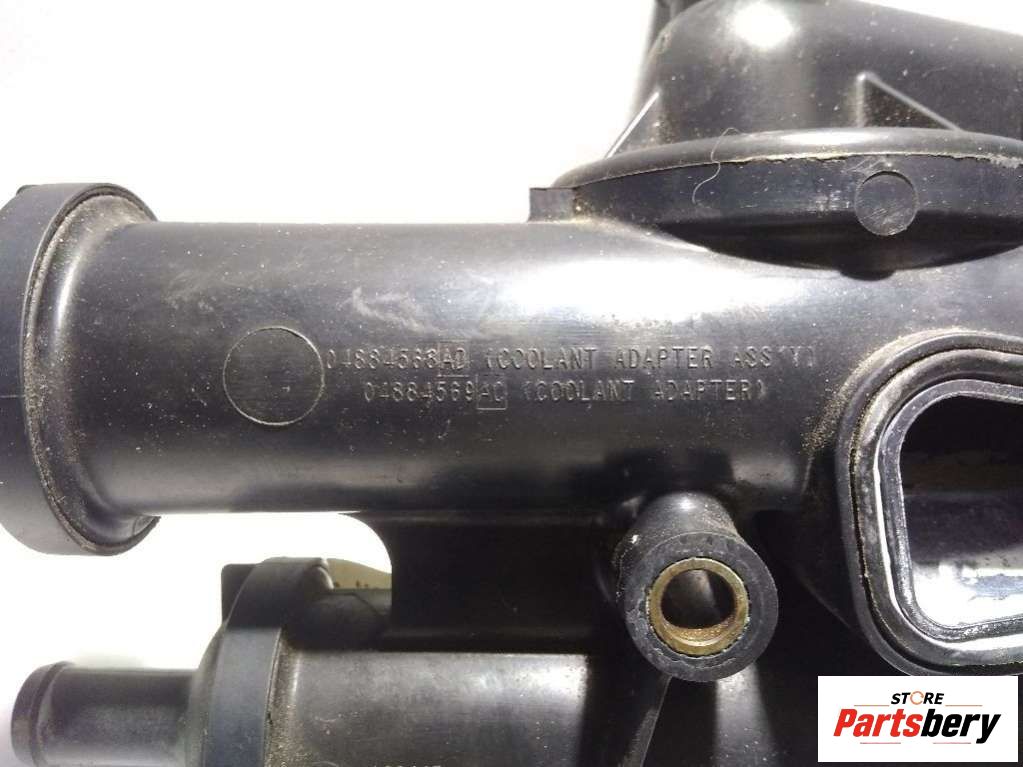 04884568AD (COOLANT ADAPTER ASS'Y)
04884569AC (COOLANT ADAPTER)
STORE
Partsbery